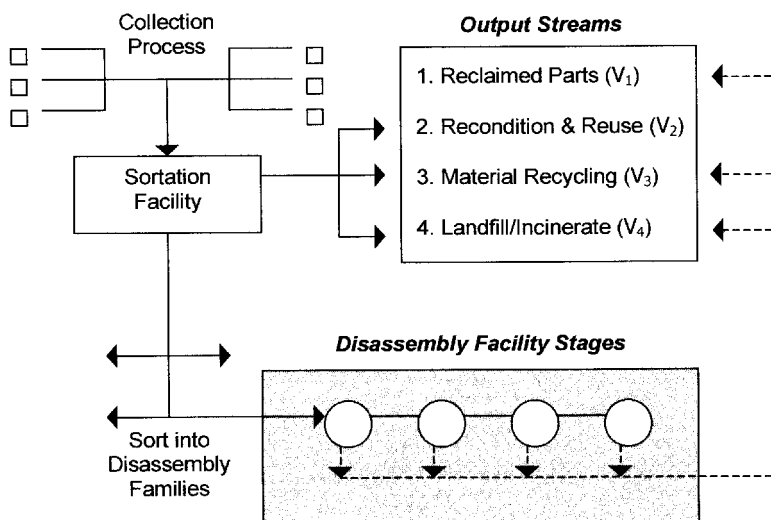 Collection
Process
Output Streams
1. Reclaimed Parts (V₁)
2. Recondition & Reuse (V₂)
3. Material Recycling (V₃)
4. Landfill/Incinerate (V₄)
Sortation
Facility
Disassembly Facility Stages
Sort into
Disassembly
Families